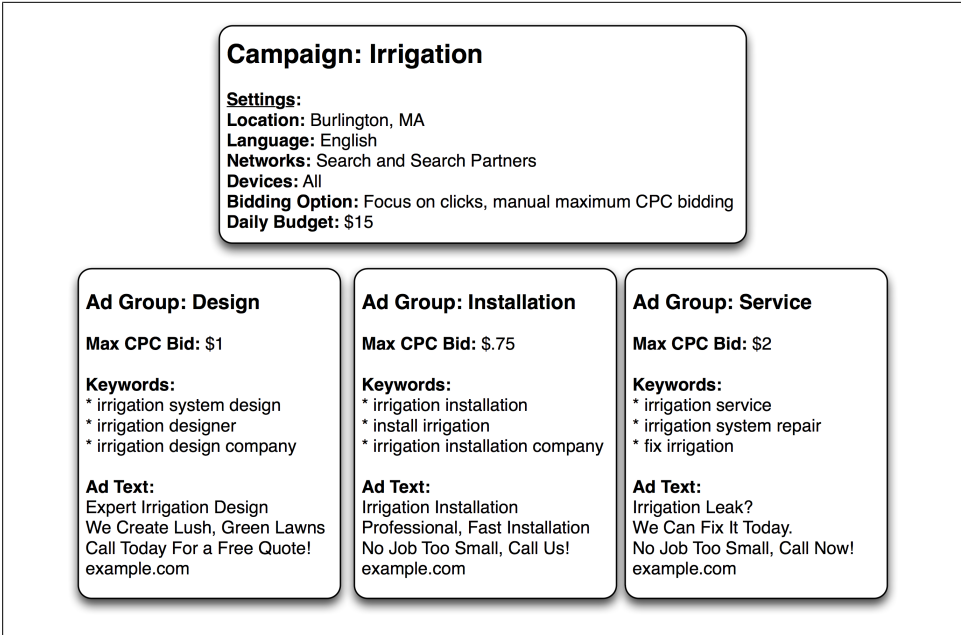 Campaign: Irrigation
Settings:
Location: Burlington, MA
Language: English
Networks: Search and Search Partners
Devices: All
Bidding Option: Focus on clicks, manual maximum CPC bidding
Daily Budget: $15
Ad Group: Design
Max CPC Bid: $1
Keywords:
* irrigation system design
* irrigation designer
* irrigation design company
Ad Text:
Expert Irrigation Design
We Create Lush, Green Lawns
Call Today For a Free Quote!
example.com
Ad Group: Installation
Max CPC Bid: $.75
Keywords:
* irrigation installation
* install irrigation
* irrigation installation company
Ad Text:
Irrigation Installation
Professional, Fast Installation
No Job Too Small, Call Us!
example.com
Ad Group: Service
Max CPC Bid: $2
Keywords:
* irrigation service
* irrigation system repair
* fix irrigation
Ad Text:
Irrigation Leak?
We Can Fix It Today.
No Job Too Small, Call Now!
example.com